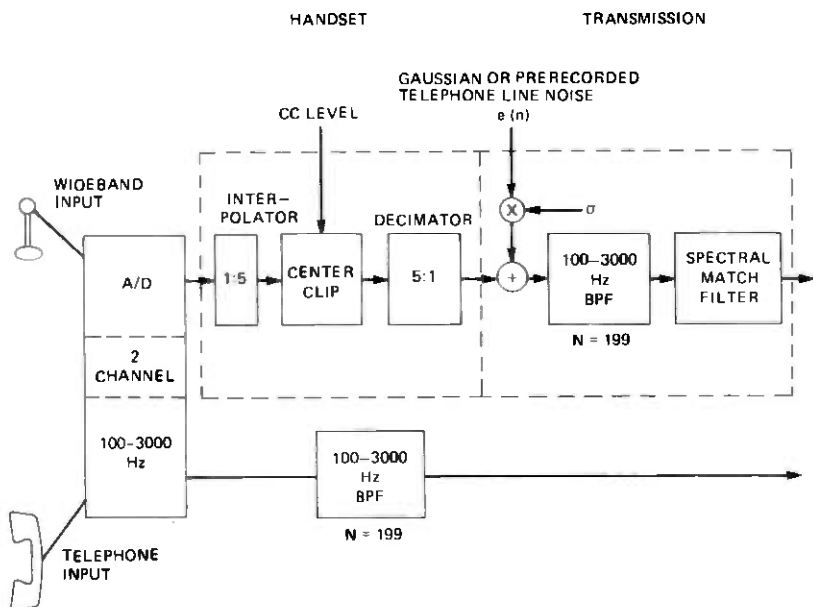 HANDSET
TRANSMISSION
GAUSSIAN OR PRERECORDED
TELEPHONE LINE NOISE
e (n)
CC LEVEL
WIDEBAND
INPUT
INTER-
POLATOR
DECIMATOR
X
σ
A/D
1:5
CENTER
CLIP
5:1
+
100–3000
Hz
BPF
SPECTRAL
MATCH
FILTER
N = 199
2
CHANNEL
100-3000
Hz
100–3000
Hz
BPF
N = 199
TELEPHONE
INPUT